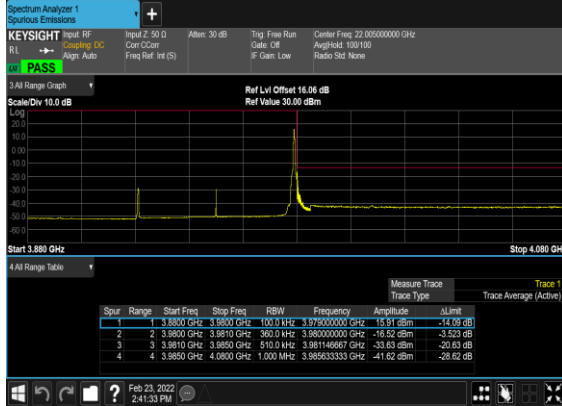 Spectrum Analyzer 1
Spurious Emissions
+
KEYSIGHT Input: RF Input Z: 50 Ω Atten: 30 dB Trig: Free Run Center Freq: 22.005000000 GHz
RL Coupling: DC Corr CCorr Gate: Off Avg|Hold: 100/100
Align: Auto Freq Ref: Int (S) IF Gain: Low Radio Std: None
PASS
3 All Range Graph
Ref Lvl Offset 16.06 dB
Scale/Div 10.0 dB Ref Value 30.00 dBm
Log
20.0
10.0
0.00
-10.0
-20.0
-30.0
-40.0
-50.0
-60.0
Start 3.880 GHz Stop 4.080 GHz
4 All Range Table
Measure Trace Trace 1
Trace Type Trace Average (Active)
Spur Range Start Freq Stop Freq RBW Frequency Amplitude ΔLimit
1 1 3.8800 GHz 3.9800 GHz 100.0 kHz 3.979000000 GHz 15.91 dBm -14.09 dB
2 2 3.9800 GHz 3.9810 GHz 360.0 kHz 3.980000000 GHz -16.52 dBm -3.523 dB
3 3 3.9810 GHz 3.9850 GHz 510.0 kHz 3.981146667 GHz -33.63 dBm -20.63 dB
4 4 3.9850 GHz 4.0800 GHz 1.000 MHz 3.985633333 GHz -41.62 dBm -28.62 dB
? Feb 23, 2022
2:41:33 PM